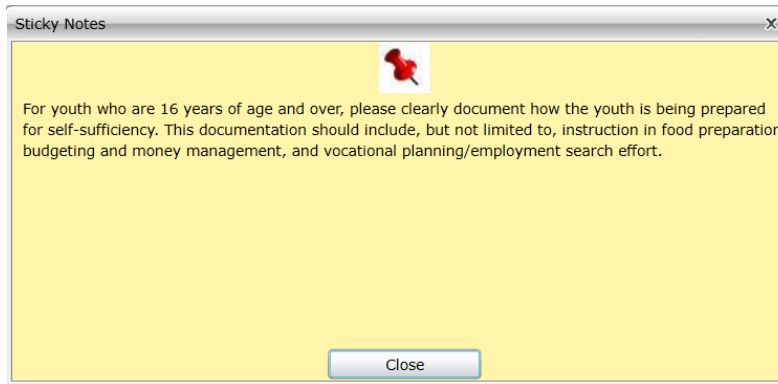 Sticky Notes
X
For youth who are 16 years of age and over, please clearly document how the youth is being prepared
for self-sufficiency. This documentation should include, but not limited to, instruction in food preparation
budgeting and money management, and vocational planning/employment search effort.
Close